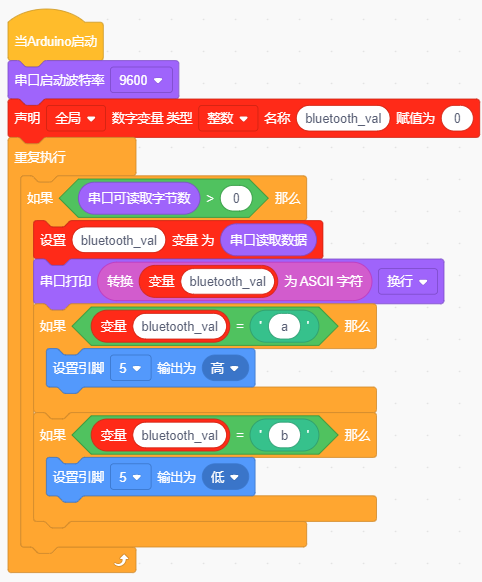 当Arduino启动
串口启动波特率 9600
声明 全局 数字变量 类型 整数 名称 bluetooth_val 赋值为 0
重复执行
如果 串口可读取字节数 > 0 那么
设置 bluetooth_val 变量 为 串口读取数据
串口打印 转换 变量 bluetooth_val 为 ASCII 字符 换行
如果 变量 bluetooth_val = ' a ' 那么
设置引脚 5 输出为 高
如果 变量 bluetooth_val = ' b ' 那么
设置引脚 5 输出为 低